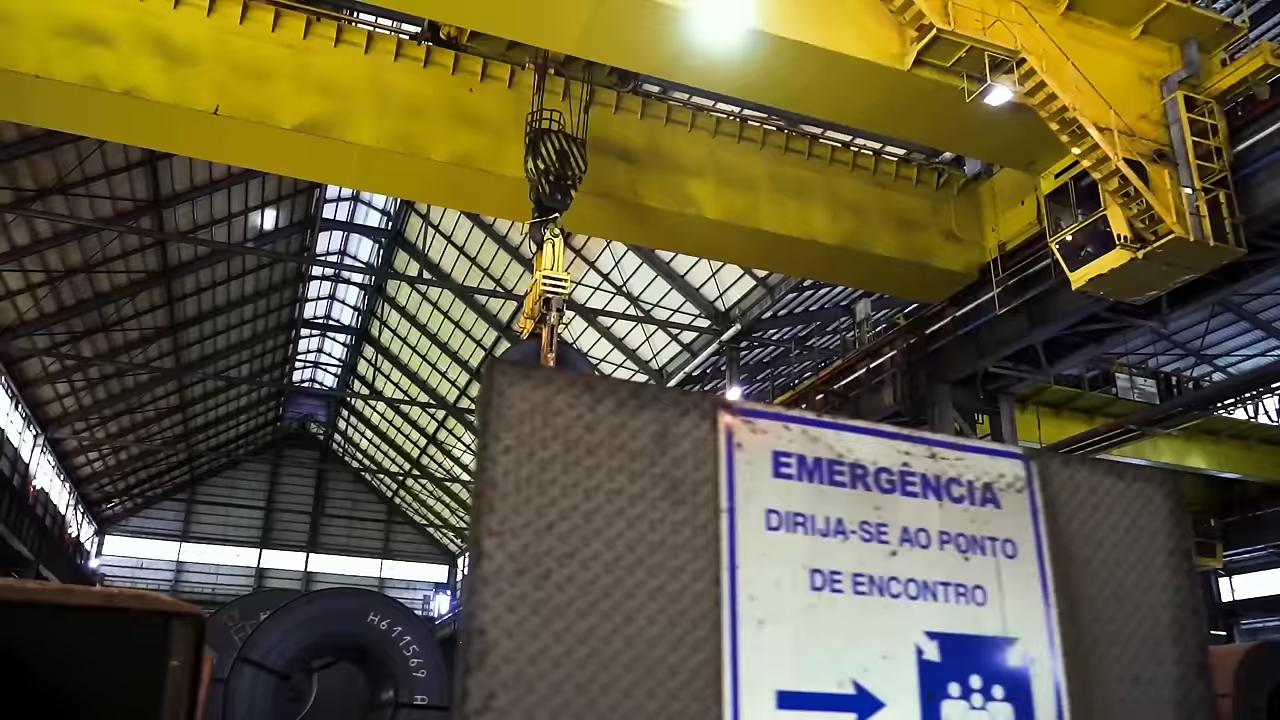 EMERGÊNCIA
DIRIJA-SE AO PONTO
DE ENCONTRO
H611569 A